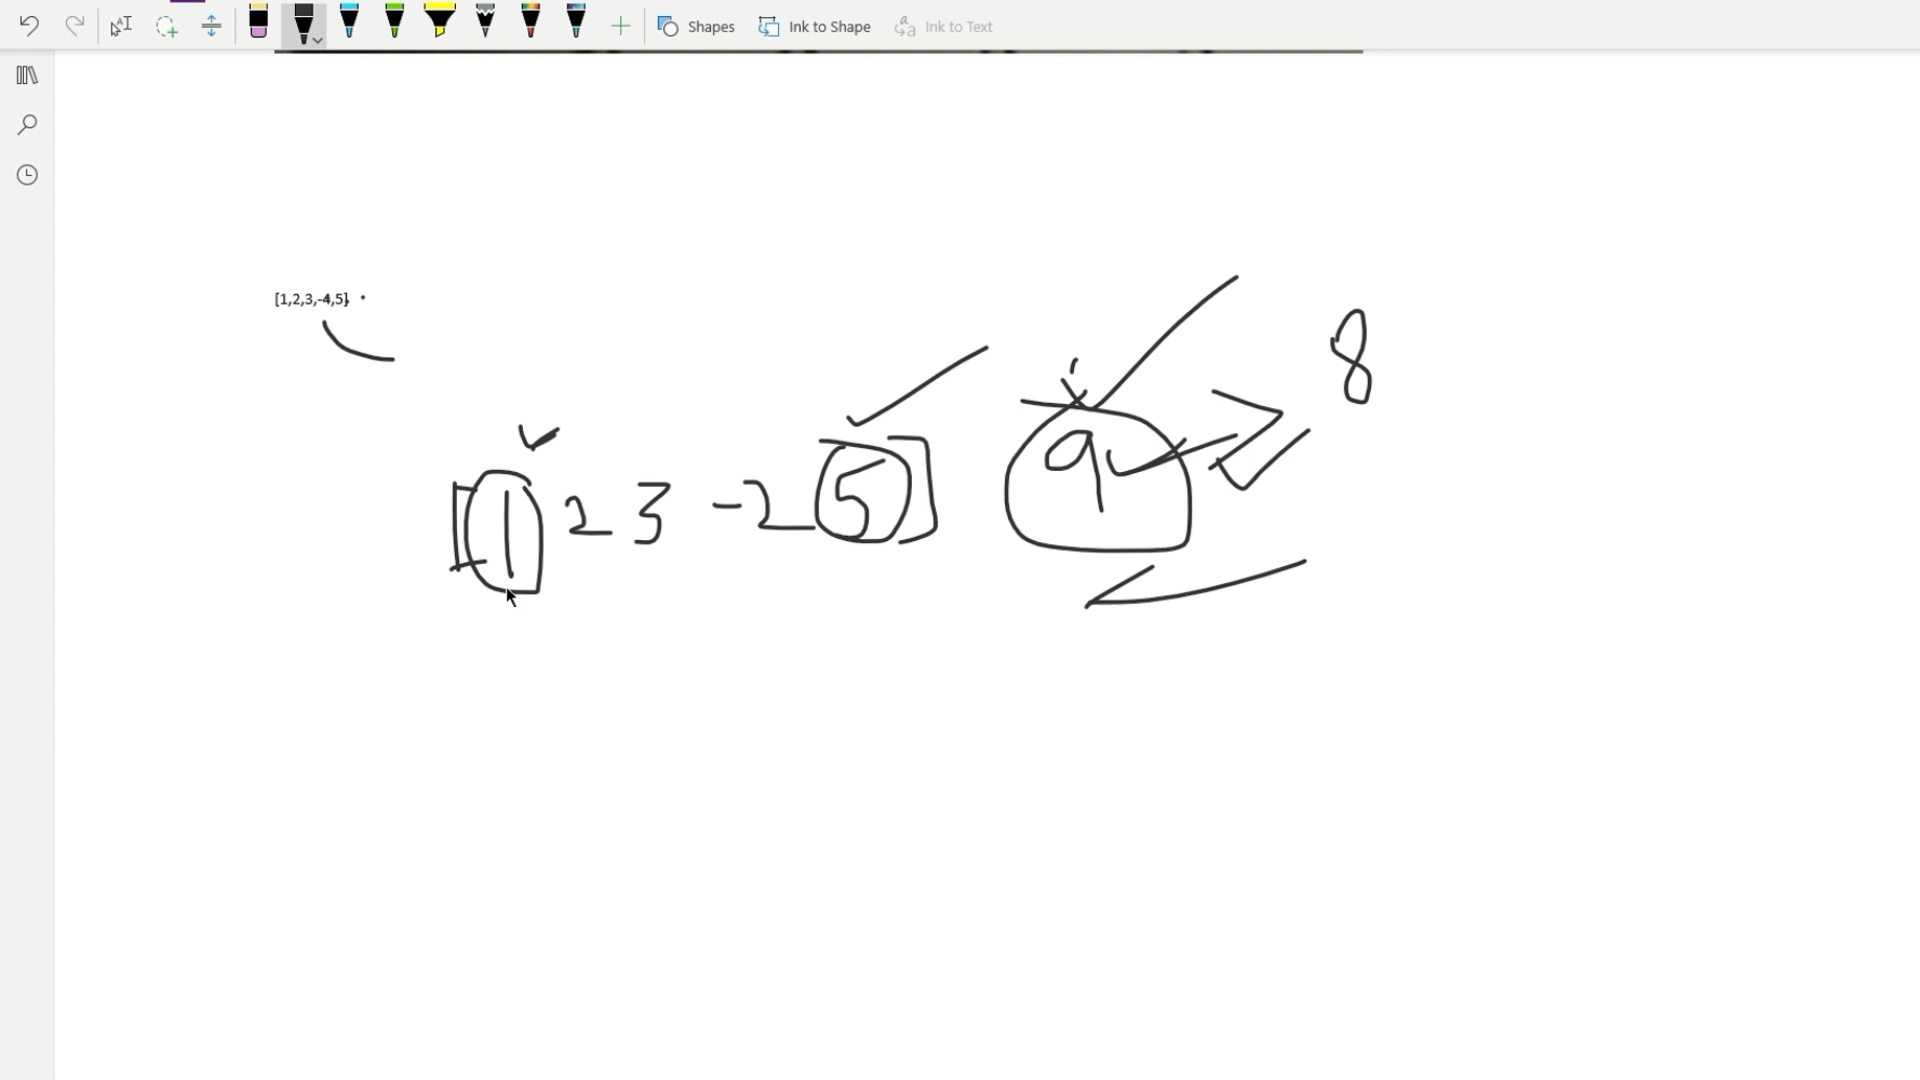 Shapes Ink to Shape Ink to Text
[1,2,3,-4,5]
8
[1 2 3 -2 5] 9